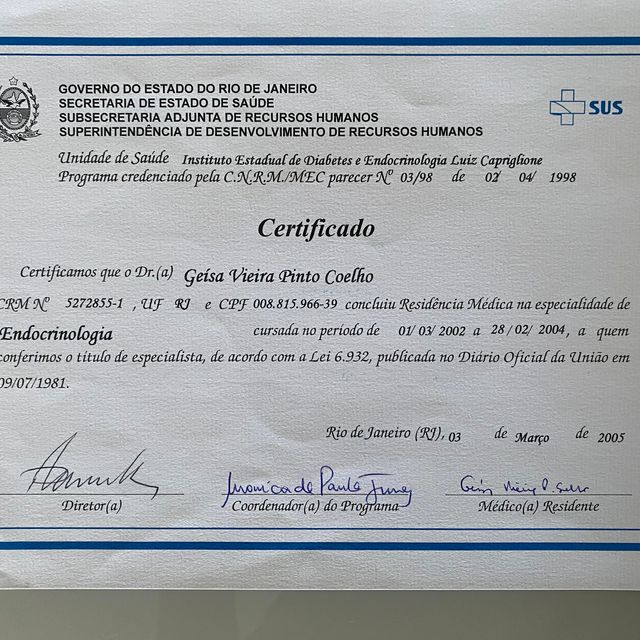 GOVERNO DO ESTADO DO RIO DE JANEIRO
SECRETARIA DE ESTADO DE SAÚDE
SUBSECRETARIA ADJUNTA DE RECURSOS HUMANOS
SUPERINTENDÊNCIA DE DESENVOLVIMENTO DE RECURSOS HUMANOS
SUS
Unidade de Saúde Instituto Estadual de Diabetes e Endocrinologia Luiz Capriglione
Programa credenciado pela C.N.R.M./MEC parecer Nº 03/98 de 02/ 04/ 1998
Certificado
Certificamos que o Dr.(a) Geísa Vieira Pinto Coelho
CRM Nº 5272855-1 , UF RJ e CPF 008.815.966-39 concluiu Residência Médica na especialidade de
Endocrinologia cursada no período de 01/ 03/ 2002 a 28/ 02/ 2004, a quem
conferimos o título de especialista, de acordo com a Lei 6.932, publicada no Diário Oficial da União em
09/07/1981.
Rio de Janeiro (RJ), 03 de Março de 2005
Monica de Paula
Diretor(a) Coordenador(a) do Programa Médico(a) Residente